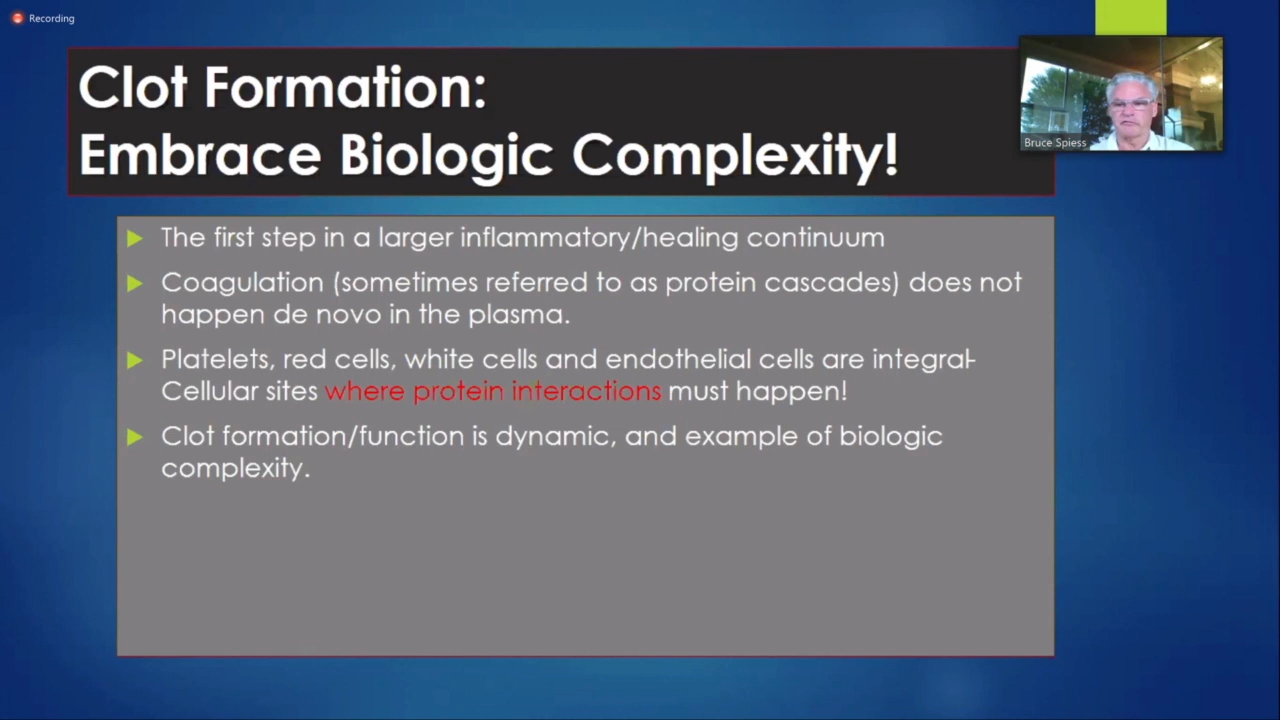 Recording
Clot Formation:
Embrace Biologic Complexity!
Bruce Spiess
The first step in a larger inflammatory/healing continuum
Coagulation (sometimes referred to as protein cascades) does not
happen de novo in the plasma.
Platelets, red cells, white cells and endothelial cells are integral-
Cellular sites where protein interactions must happen!
Clot formation/function is dynamic, and example of biologic
complexity.